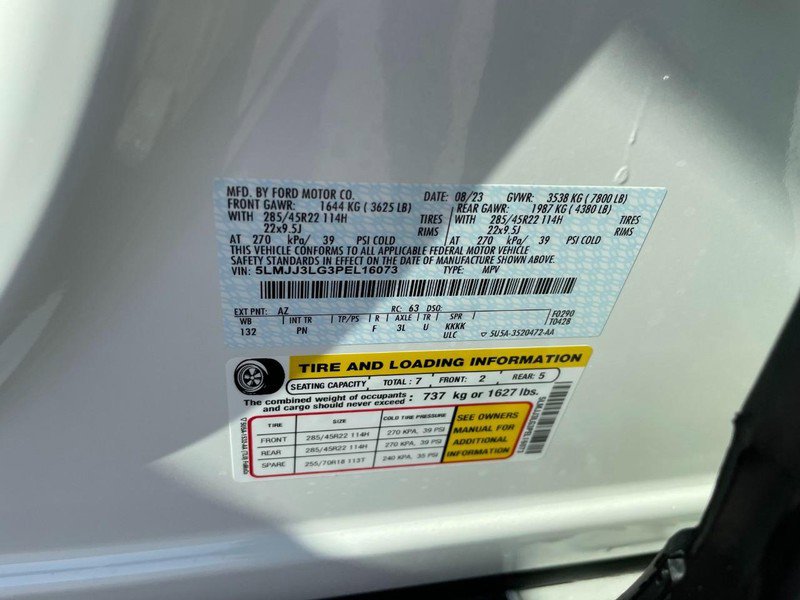 MFD. BY FORD MOTOR CO. DATE: 08/23 GVWR: 3538 KG ( 7800 LB)
FRONT GAWR: 1644 KG ( 3625 LB) REAR GAWR: 1987 KG ( 4380 LB)
WITH 285/45R22 114H TIRES WITH 285/45R22 114H TIRES
22x9.5J RIMS 22x9.5J RIMS
AT 270 kPa/ 39 PSI COLD AT 270 kPa/ 39 PSI COLD
THIS VEHICLE CONFORMS TO ALL APPLICABLE FEDERAL MOTOR VEHICLE
SAFETY STANDARDS IN EFFECT ON THE DATE OF MANUFACTURE SHOWN ABOVE.
VIN: 5LMJJ3LG3PEL16073 TYPE: MPV
EXT PNT: AZ RC: 63 DSO: F0290
WB INT TR TP/PS R AXLE TR SPR T0428
132 PN F 3L U KKKK
ULC 5U5A-3520472-AA
TIRE AND LOADING INFORMATION
SEATING CAPACITY TOTAL: 7 FRONT: 2 REAR: 5
The combined weight of occupants and cargo should never exceed : 737 kg or 1627 lbs.
TIRE SIZE COLD TIRE PRESSURE
FRONT 285/45R22 114H 270 KPA, 39 PSI
REAR 285/45R22 114H 270 KPA, 39 PSI
SPARE 255/70R18 113T 240 KPA, 35 PSI
SEE OWNERS
MANUAL FOR
ADDITIONAL
INFORMATION